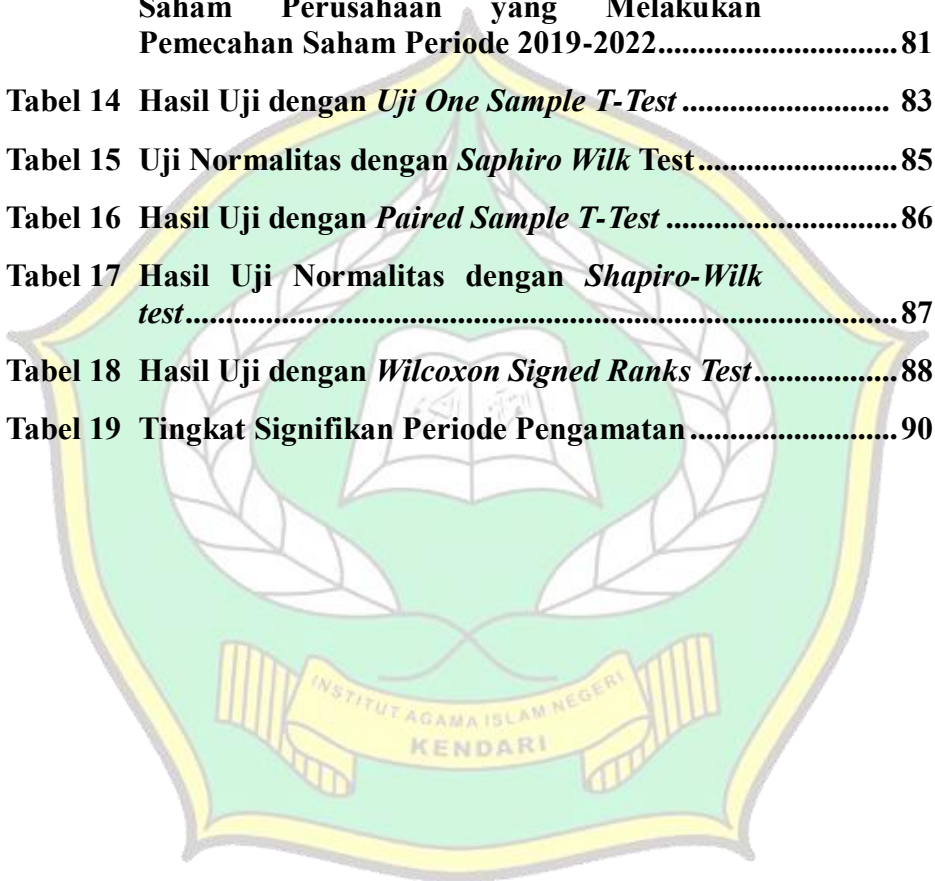 Saham Perusahaan yang Melakukan
Pemecahan Saham Periode 2019-2022..............................81
Tabel 14 Hasil Uji dengan Uji One Sample T-Test .......................... 83
Tabel 15 Uji Normalitas dengan Saphiro Wilk Test.........................85
Tabel 16 Hasil Uji dengan Paired Sample T-Test .............................86
Tabel 17 Hasil Uji Normalitas dengan Shapiro-Wilk
test.........................................................................................87
Tabel 18 Hasil Uji dengan Wilcoxon Signed Ranks Test..................88
Tabel 19 Tingkat Signifikan Periode Pengamatan..........................90
INSTITUT AGAMA ISLAM NEGERI
KENDARI